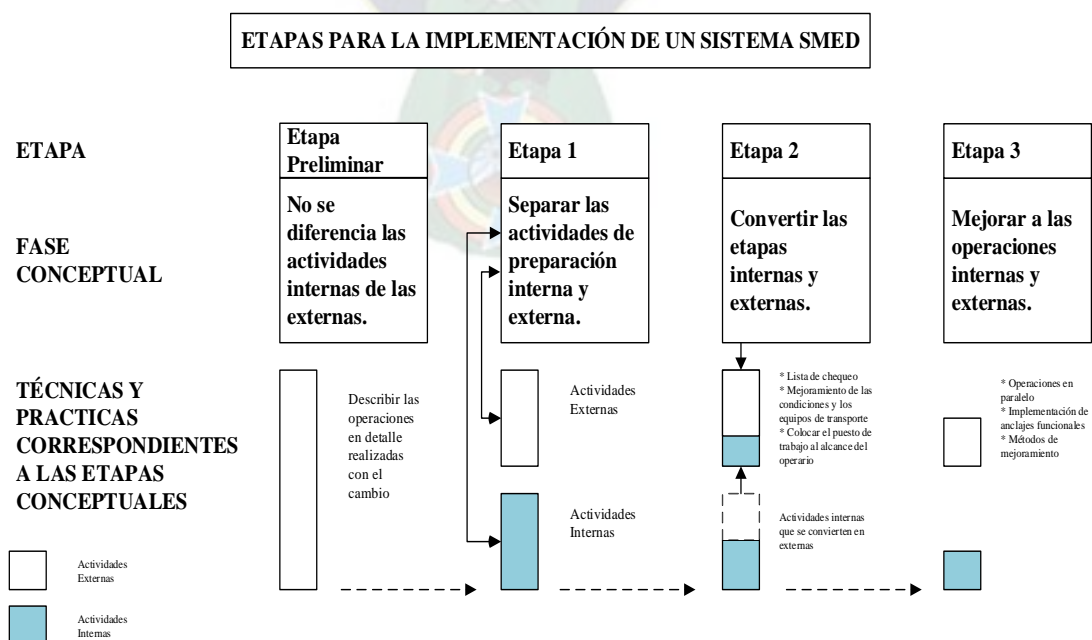 ETAPAS PARA LA IMPLEMENTACIÓN DE UN SISTEMA SMED
ETAPA
Etapa
Preliminar
Etapa 1
Etapa 2
Etapa 3
FASE
CONCEPTUAL
No se
diferencia las
actividades
internas de las
externas.
Separar las
actividades de
preparación
interna y
externa.
Convertir las
etapas
internas y
externas.
Mejorar a las
operaciones
internas y
externas.
TÉCNICAS Y
PRACTICAS
CORRESPONDIENTES
A LAS ETAPAS
CONCEPTUALES
Describir las
operaciones
en detalle
realizadas
con el
cambio
Actividades
Externas
Actividades
Internas
* Lista de chequeo
* Mejoramiento de las
condiciones y los
equipos de transporte
* Colocar el puesto de
trabajo al alcance del
operario
Actividades internas
que se convierten en
externas
* Operaciones en
paralelo
* Implementación de
anclajes funcionales
* Métodos de
mejoramiento
Actividades
Externas
Actividades
Internas